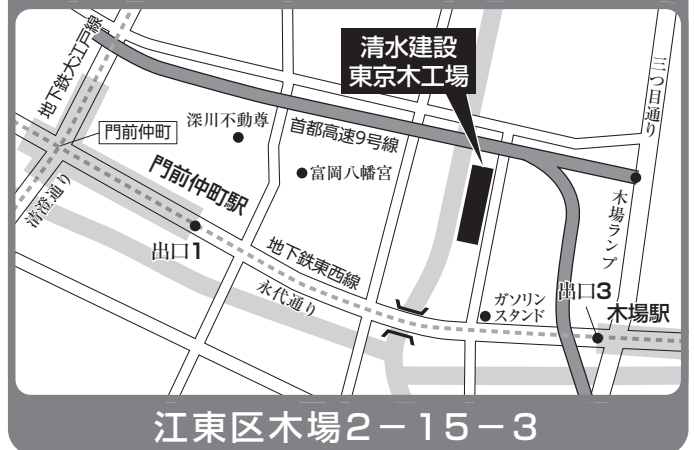 清水建設
東京木工場
地下鉄大江戸線
門前仲町
深川不動尊
首都高速9号線
三つ目通り
富岡八幡宮
清澄通り
門前仲町駅
出口1
地下鉄東西線
永代通り
木場ランプ
ガソリン
スタンド
出口3
木場駅
江東区木場2－15－3